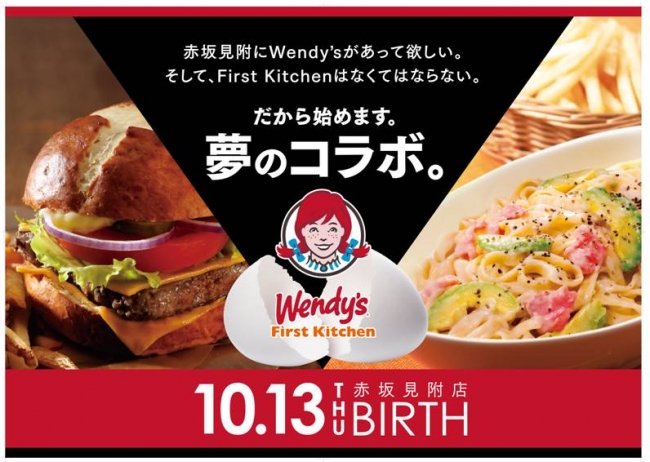 赤坂見附にWendy'sがあって欲しい。
そして、First Kitchenはなくてはならない。
だから始めます。
夢のコラボ。
Wendy's
First Kitchen
10.13 THU 赤坂見附店
BIRTH